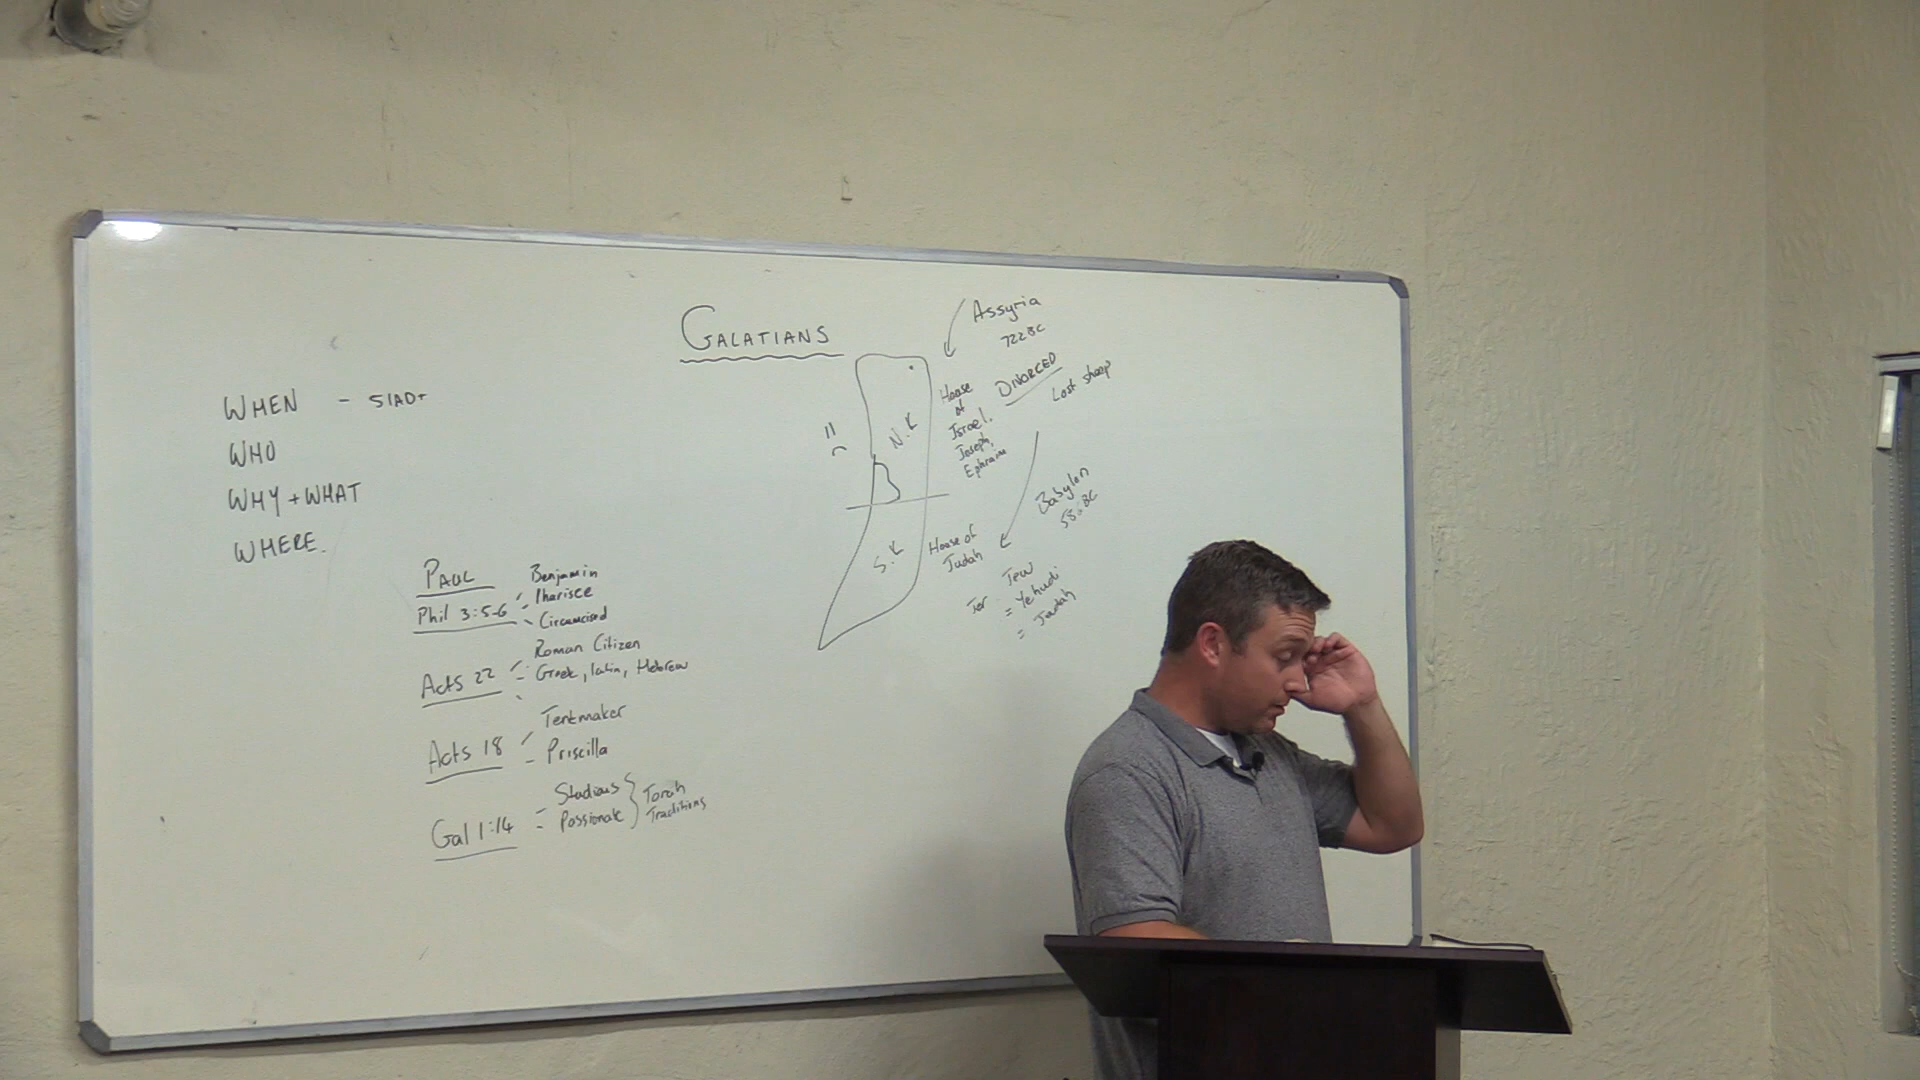 GALATIANS
WHEN - 51AD+
WHO
WHY + WHAT
WHERE.
PAUL
Phil 3:5-6
Benjamin
Pharisee
Circumcised
Acts 22
Roman Citizen
Greek, Latin, Hebrew
Acts 18
Tentmaker
Priscilla
Gal 1:14
Studious
Passionate
Torah
Traditions
Assyria
722BC
DIVORCED
Lost sheep
House
of
Israel.
Joseph,
Ephraim
N.K
Babylon
586BC
S.K
House of
Judah
Jer
Jew
= Yehudi
= Judah